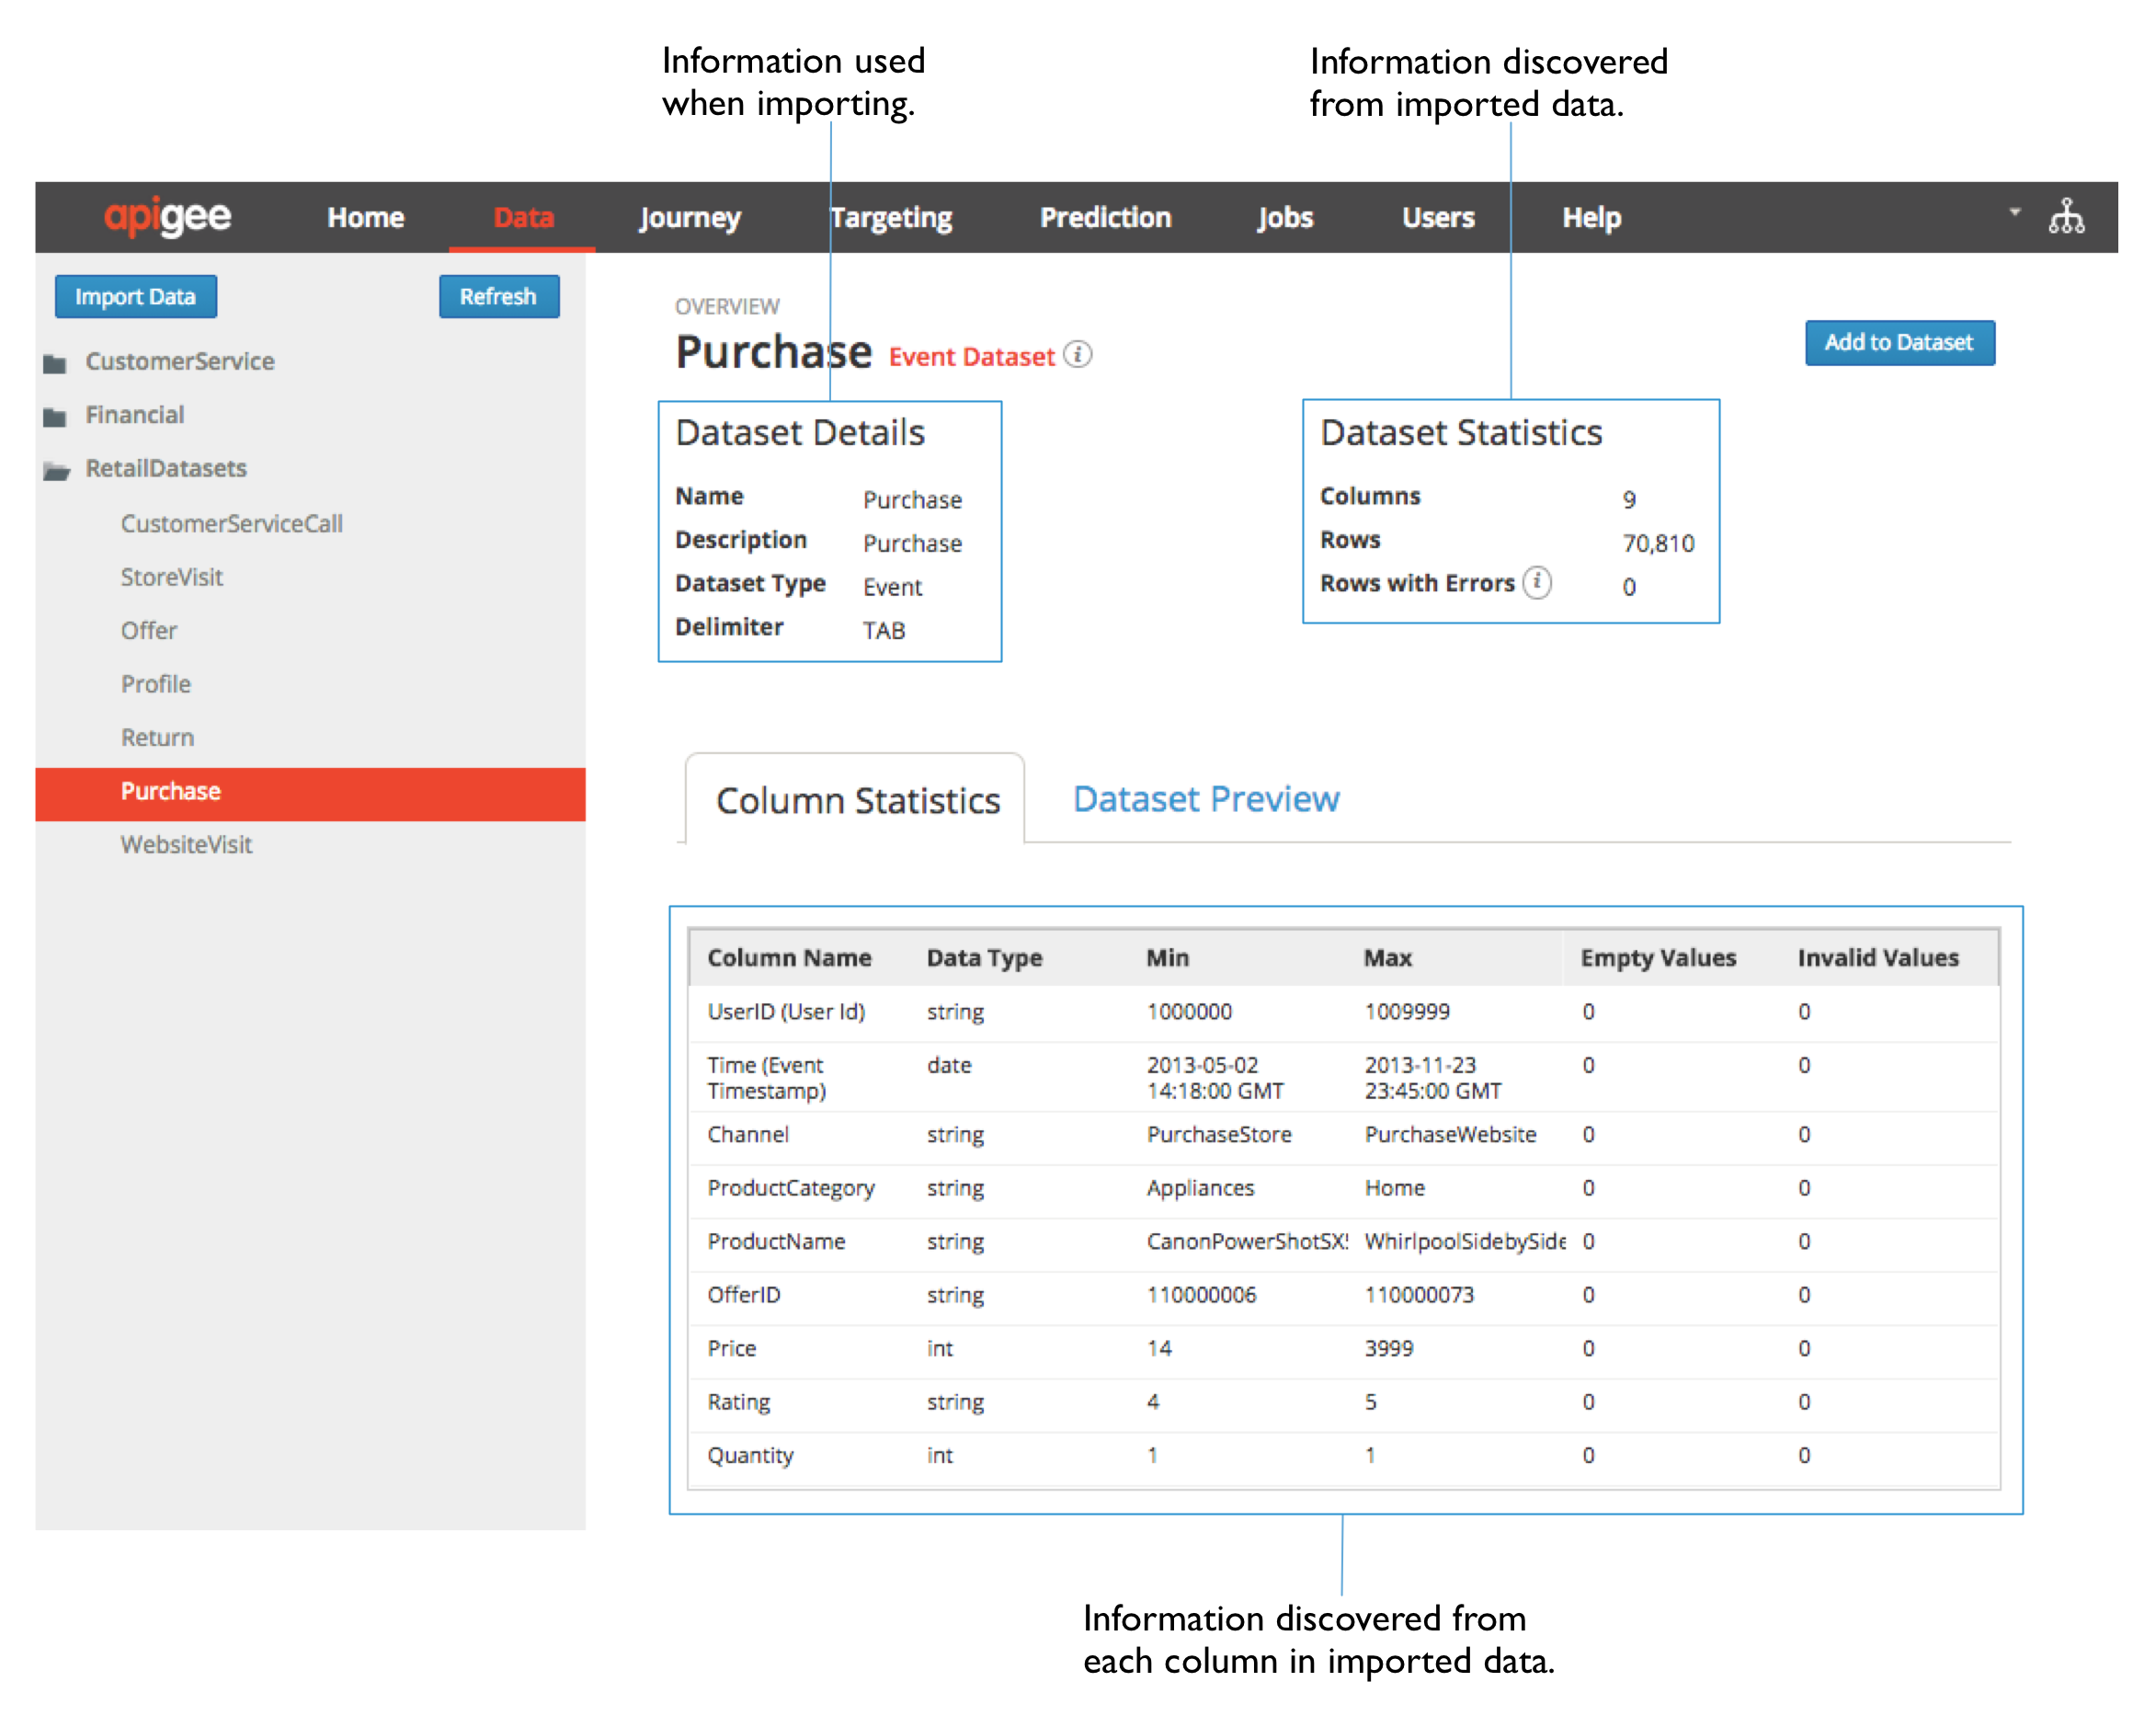 Information used
when importing.
Information discovered
from imported data.
apigee Home Data Journey Targeting Prediction Jobs Users Help
Import Data Refresh
CustomerService
Financial
RetailDatasets
CustomerServiceCall
StoreVisit
Offer
Profile
Return
Purchase
WebsiteVisit
OVERVIEW
Purchase Event Dataset i
Add to Dataset
Dataset Details
Name Purchase
Description Purchase
Dataset Type Event
Delimiter TAB
Dataset Statistics
Columns 9
Rows 70,810
Rows with Errors i 0
Column Statistics Dataset Preview
Column Name Data Type Min Max Empty Values Invalid Values
UserID (User Id) string 1000000 1009999 0 0
Time (Event date 2013-05-02 2013-11-23 0 0
Timestamp) 14:18:00 GMT 23:45:00 GMT
Channel string PurchaseStore PurchaseWebsite 0 0
ProductCategory string Appliances Home 0 0
ProductName string CanonPowerShotSX WhirlpoolSidebySide 0 0
OfferID string 110000006 110000073 0 0
Price int 14 3999 0 0
Rating string 4 5 0 0
Quantity int 1 1 0 0
Information discovered from
each column in imported data.